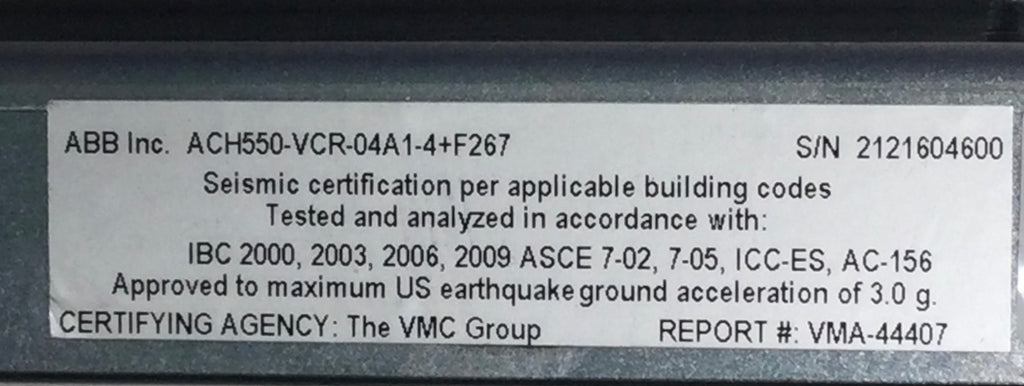 ABB Inc. ACH550-VCR-04A1-4+F267 S/N 2121604600
Seismic certification per applicable building codes
Tested and analyzed in accordance with:
IBC 2000, 2003, 2006, 2009 ASCE 7-02, 7-05, ICC-ES, AC-156
Approved to maximum US earthquake ground acceleration of 3.0 g.
CERTIFYING AGENCY: The VMC Group REPORT #: VMA-44407